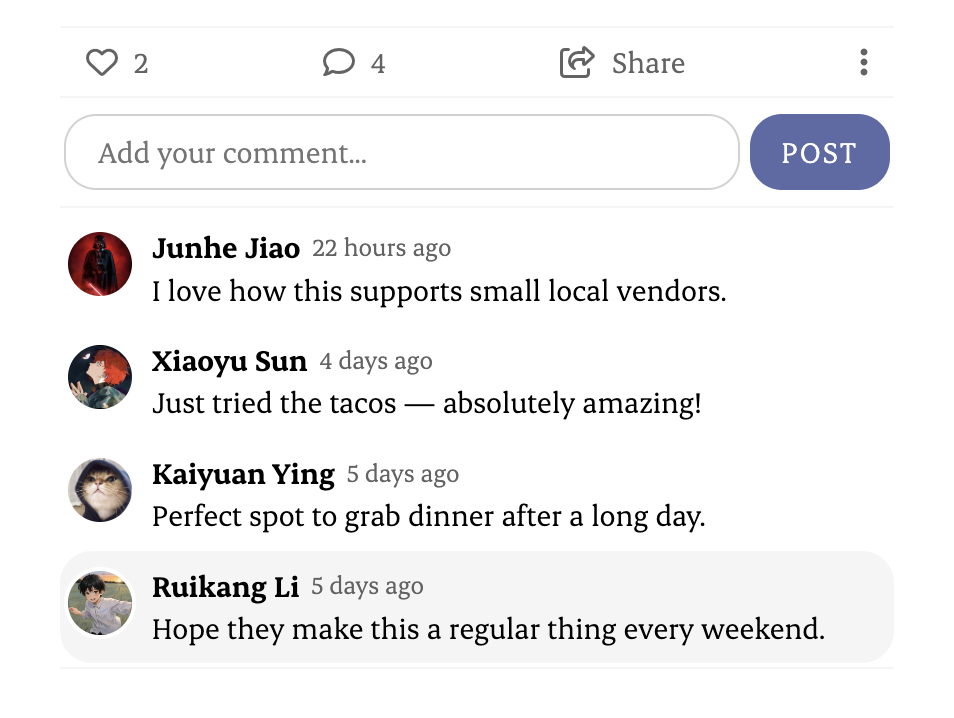 2
4
Share
Add your comment...
POST
Junhe Jiao 22 hours ago
I love how this supports small local vendors.
Xiaoyu Sun 4 days ago
Just tried the tacos — absolutely amazing!
Kaiyuan Ying 5 days ago
Perfect spot to grab dinner after a long day.
Ruikang Li 5 days ago
Hope they make this a regular thing every weekend.